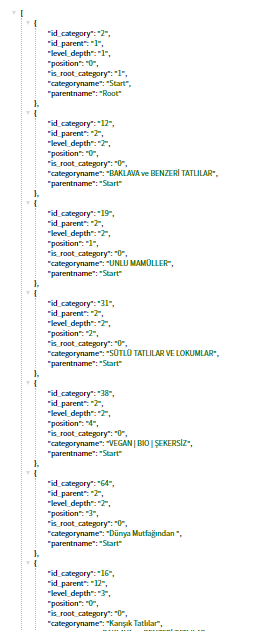 [
{
"id_category": "2",
"id_parent": "1",
"level_depth": "1",
"position": "0",
"is_root_category": "1",
"categoryname": "Start",
"parentname": "Root"
},
{
"id_category": "12",
"id_parent": "2",
"level_depth": "2",
"position": "0",
"is_root_category": "0",
"categoryname": "BAKLAVA ve BENZERİ TATLILAR",
"parentname": "Start"
},
{
"id_category": "19",
"id_parent": "2",
"level_depth": "2",
"position": "1",
"is_root_category": "0",
"categoryname": "UNLU MAMÜLLER",
"parentname": "Start"
},
{
"id_category": "31",
"id_parent": "2",
"level_depth": "2",
"position": "2",
"is_root_category": "0",
"categoryname": "SÜTLÜ TATLILAR VE LOKUMLAR",
"parentname": "Start"
},
{
"id_category": "38",
"id_parent": "2",
"level_depth": "2",
"position": "4",
"is_root_category": "0",
"categoryname": "VEGAN | BIO | ŞEKERSİZ",
"parentname": "Start"
},
{
"id_category": "64",
"id_parent": "2",
"level_depth": "2",
"position": "3",
"is_root_category": "0",
"categoryname": "Dünya Mutfağından ",
"parentname": "Start"
},
{
"id_category": "16",
"id_parent": "12",
"level_depth": "3",
"position": "0",
"is_root_category": "0",
"categoryname": "Karışık Tatlılar",